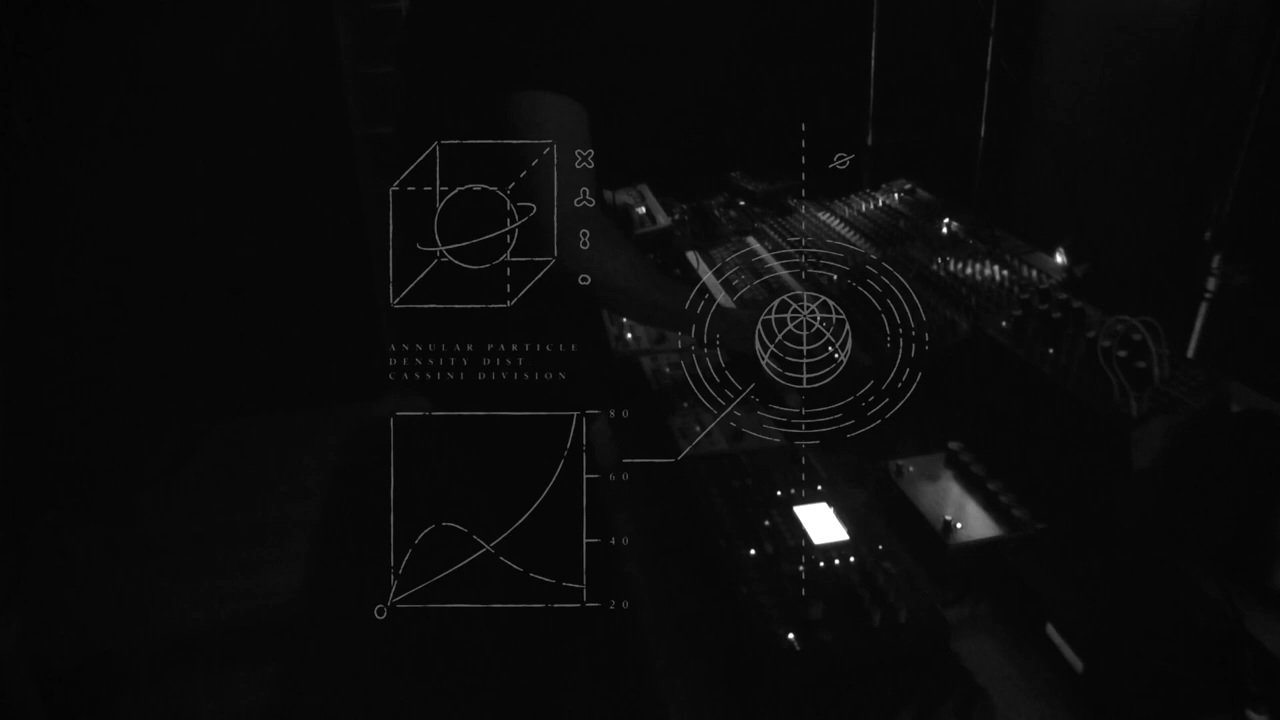 ANNULAR PARTICLE
DENSITY DIST
CASSINI DIVISION
80
60
40
20
O